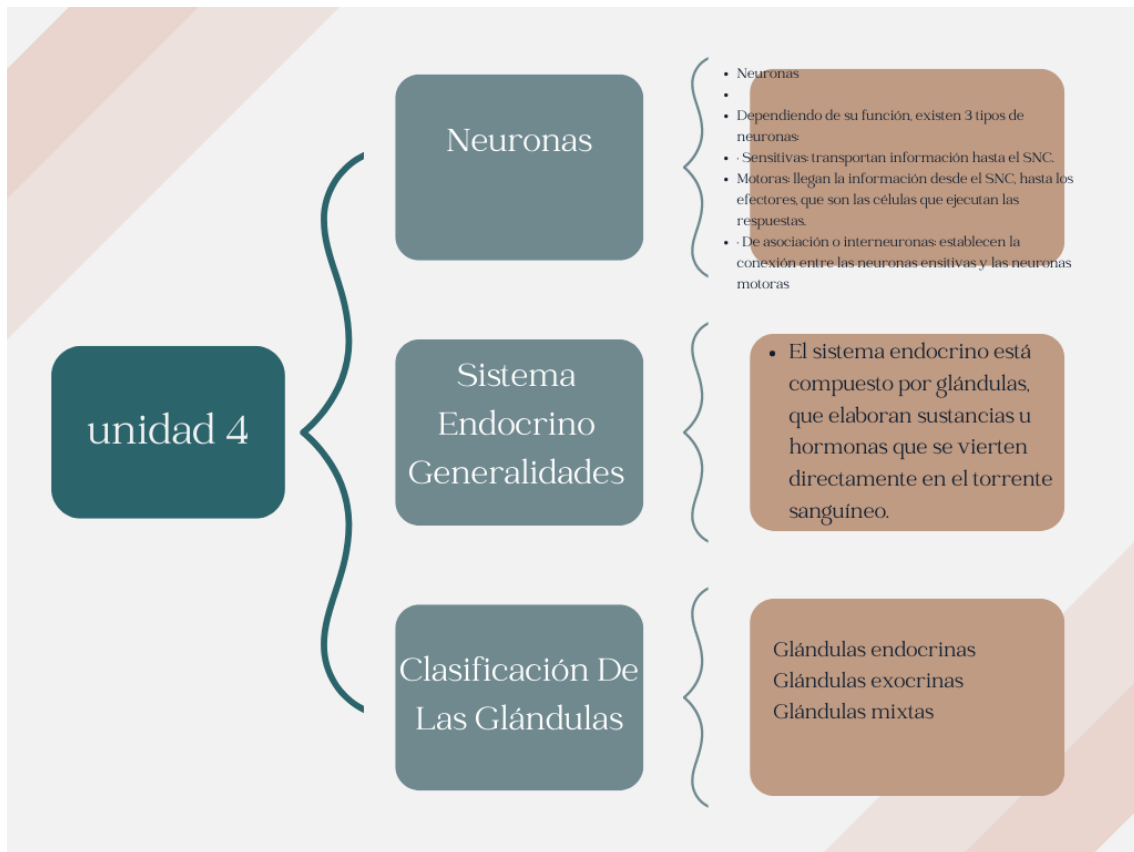 unidad 4
Neuronas
• Neuronas
•
• Dependiendo de su función, existen 3 tipos de
neuronas:
• · Sensitivas: transportan información hasta el SNC.
• Motoras: llegan la información desde el SNC, hasta los
efectores, que son las células que ejecutan las
respuestas.
• · De asociación o interneuronas: establecen la
conexión entre las neuronas ensitivas y las neuronas
motoras
Sistema
Endocrino
Generalidades
• El sistema endocrino está
compuesto por glándulas,
que elaboran sustancias u
hormonas que se vierten
directamente en el torrente
sanguíneo.
Clasificación De
Las Glándulas
Glándulas endocrinas
Glándulas exocrinas
Glándulas mixtas